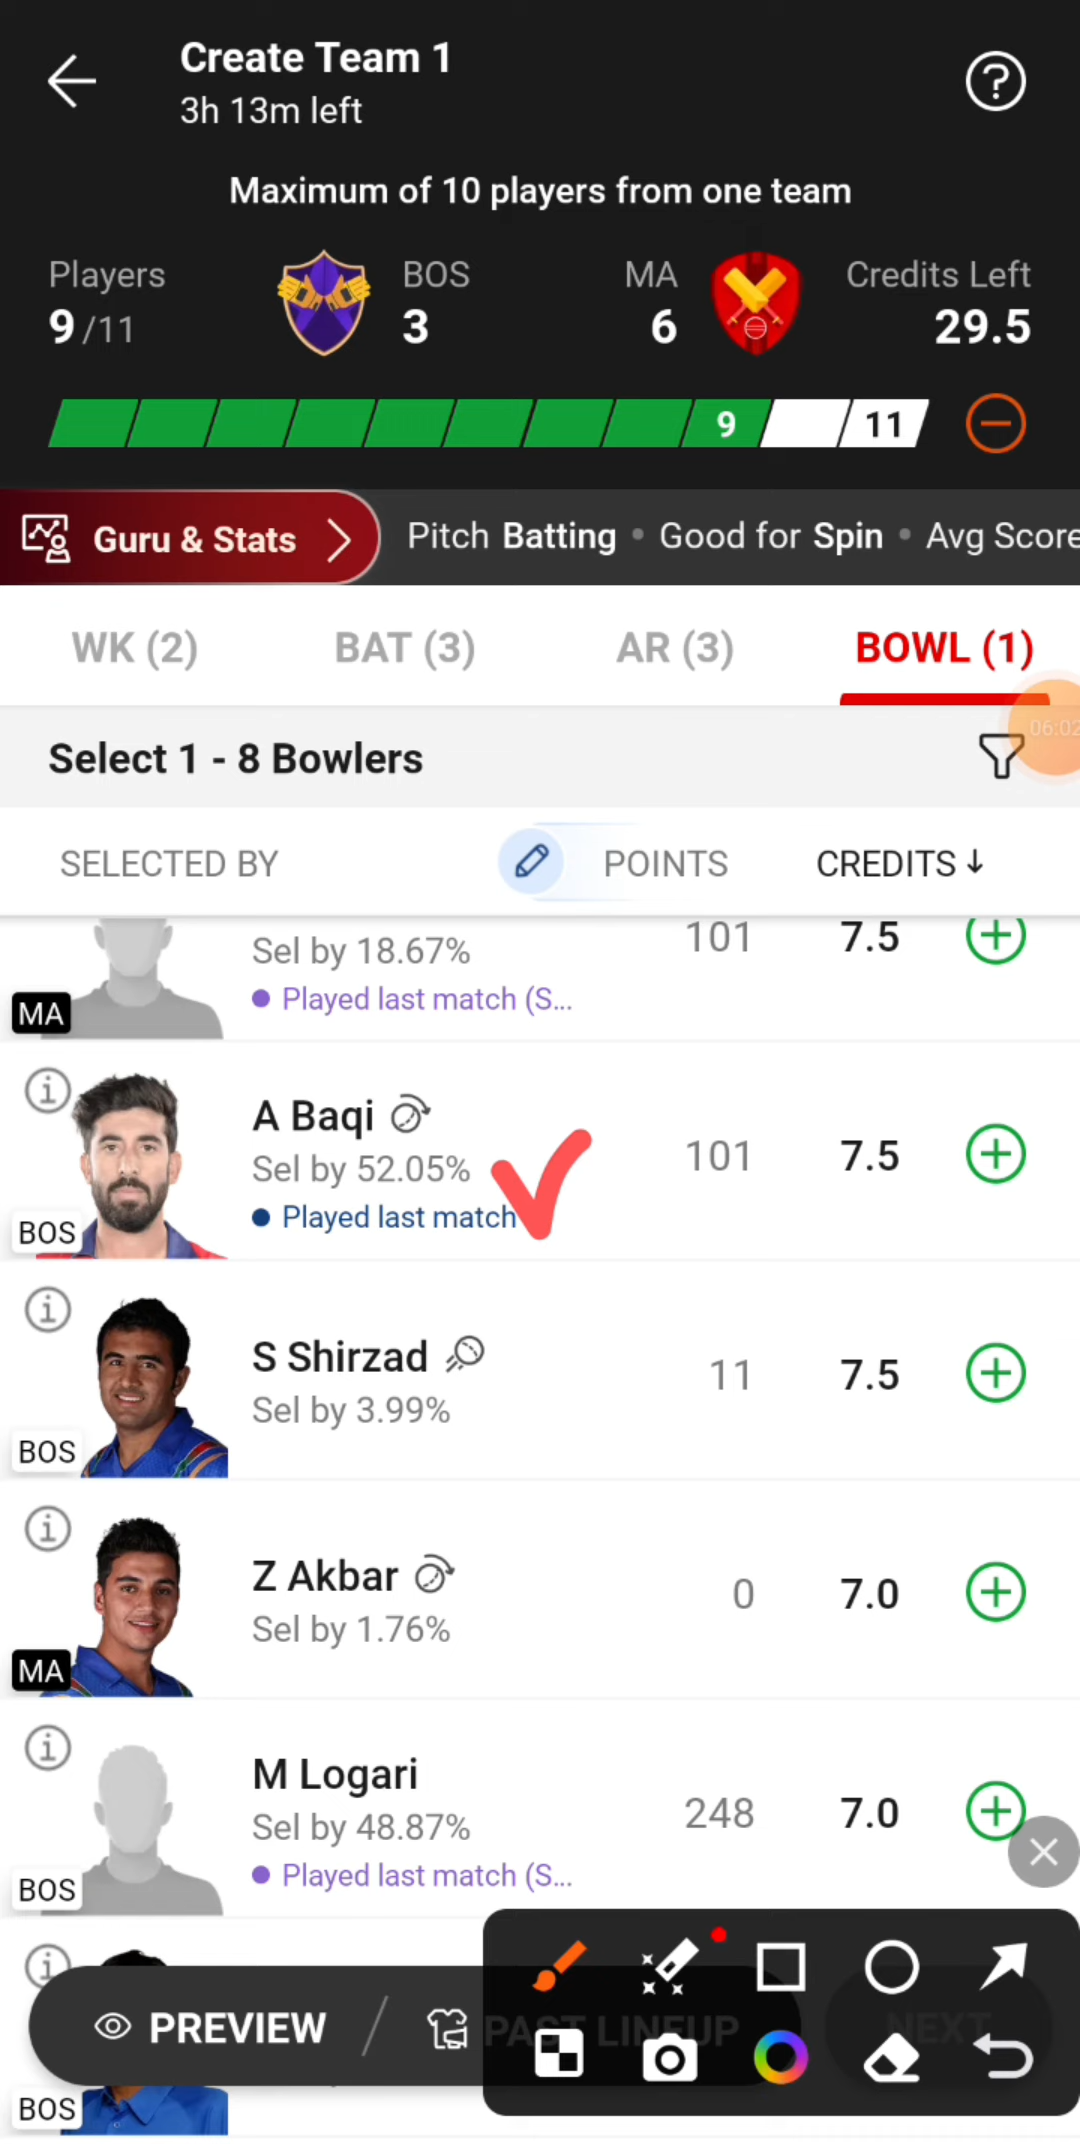 Create Team 1
3h 13m left
Maximum of 10 players from one team
Players
9/11
BOS
3
MA
6
Credits Left
29.5
9
11
Guru & Stats
Pitch Batting • Good for Spin • Avg Score
WK (2)
BAT (3)
AR (3)
BOWL (1)
Select 1 - 8 Bowlers
06:02
SELECTED BY
POINTS
CREDITS ↓
Sel by 18.67%
101
7.5
Played last match (S...
MA
A Baqi
Sel by 52.05%
101
7.5
Played last match
BOS
S Shirzad
Sel by 3.99%
11
7.5
BOS
Z Akbar
Sel by 1.76%
0
7.0
MA
M Logari
Sel by 48.87%
248
7.0
Played last match (S...
BOS
PREVIEW
PAST LINEUP
NEXT
BOS